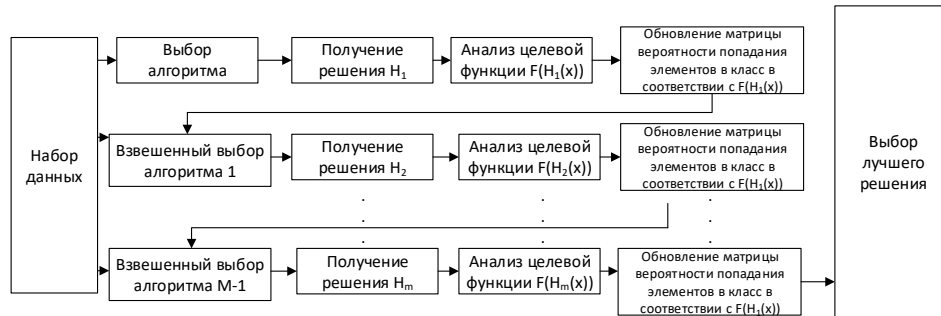 Набор
данных
Выбор
алгоритма
Получение
решения H₁
Анализ целевой
функции F(H₁(x))
Обновление матрицы
вероятности попадания
элементов в класс в
соответствии с F(H₁(x))
Взвешенный выбор
алгоритма 1
Получение
решения H₂
Анализ целевой
функции F(H₂(x))
Обновление матрицы
вероятности попадания
элементов в класс в
соответствии с F(H₁(x))
Взвешенный выбор
алгоритма M-1
Получение
решения Hₘ
Анализ целевой
функции F(Hₘ(x))
Обновление матрицы
вероятности попадания
элементов в класс в
соответствии с F(H₁(x))
Выбор
лучшего
решения